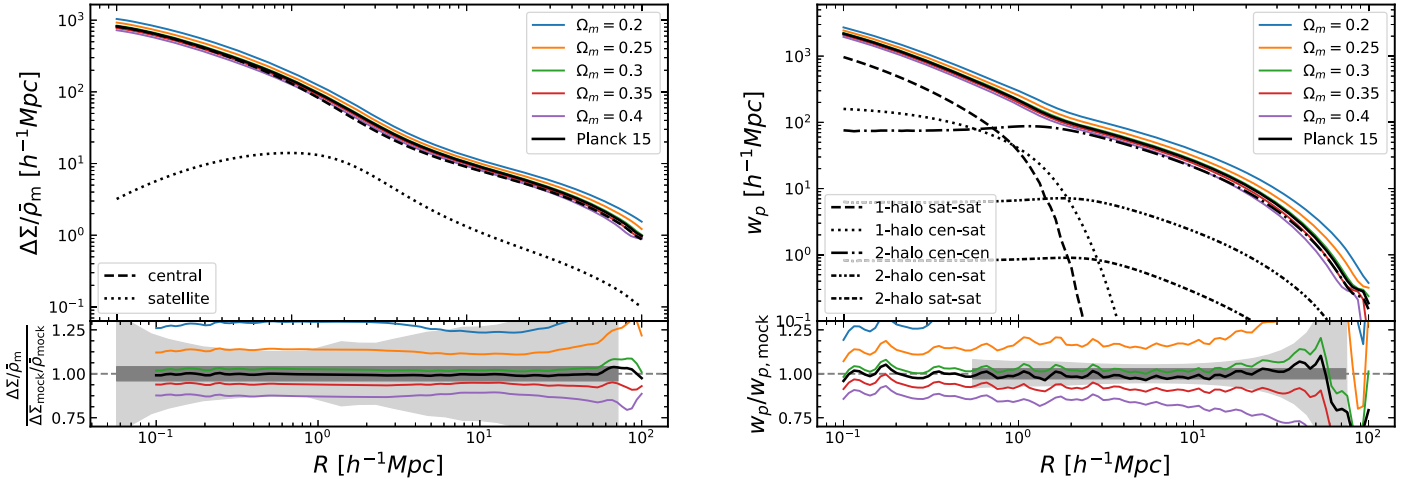 10³
10²
10¹
10⁰
10⁻¹
ΔΣ/ρ̄ₘ [h⁻¹Mpc]
Ωₘ = 0.2
Ωₘ = 0.25
Ωₘ = 0.3
Ωₘ = 0.35
Ωₘ = 0.4
Planck 15
central
satellite
1.25
1.00
0.75
ΔΣ/ρ̄ₘ
ΔΣmock/ρ̄mock
10⁻¹ 10⁰ 10¹ 10²
R [h⁻¹Mpc]
10³
10²
10¹
10⁰
10⁻¹
wₚ [h⁻¹Mpc]
Ωₘ = 0.2
Ωₘ = 0.25
Ωₘ = 0.3
Ωₘ = 0.35
Ωₘ = 0.4
Planck 15
1-halo sat-sat
1-halo cen-sat
2-halo cen-cen
2-halo cen-sat
2-halo sat-sat
1.25
1.00
0.75
wₚ/wₚ, mock
10⁻¹ 10⁰ 10¹ 10²
R [h⁻¹Mpc]